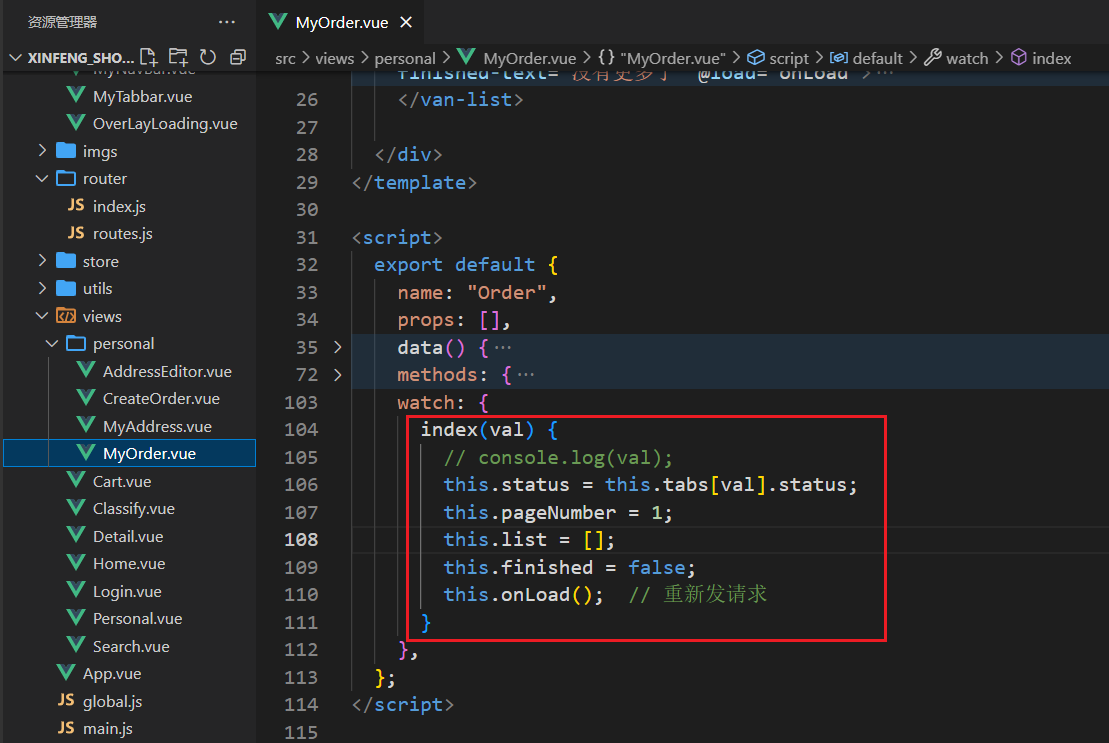 资源管理器
XINFENG_SHO...
MyNavbar.vue
MyTabbar.vue
OverLayLoading.vue
imgs
router
JS index.js
JS routes.js
store
utils
views
personal
AddressEditor.vue
CreateOrder.vue
MyAddress.vue
MyOrder.vue
Cart.vue
Classify.vue
Detail.vue
Home.vue
Login.vue
Personal.vue
Search.vue
App.vue
JS global.js
JS main.js
MyOrder.vue
src > views > personal > MyOrder.vue > {} "MyOrder.vue" > script > default > watch > index
finished-text="没有更多了" @load="onLoad">...
26 </van-list>
27
28 </div>
29 </template>
30
31 <script>
32 export default {
33 name: "Order",
34 props: [],
35 data() {...
72 methods: {...
103 watch: {
104 index(val) {
105 // console.log(val);
106 this.status = this.tabs[val].status;
107 this.pageNumber = 1;
108 this.list = [];
109 this.finished = false;
110 this.onLoad(); // 重新发请求
111 }
112 },
113 };
114 </script>
115